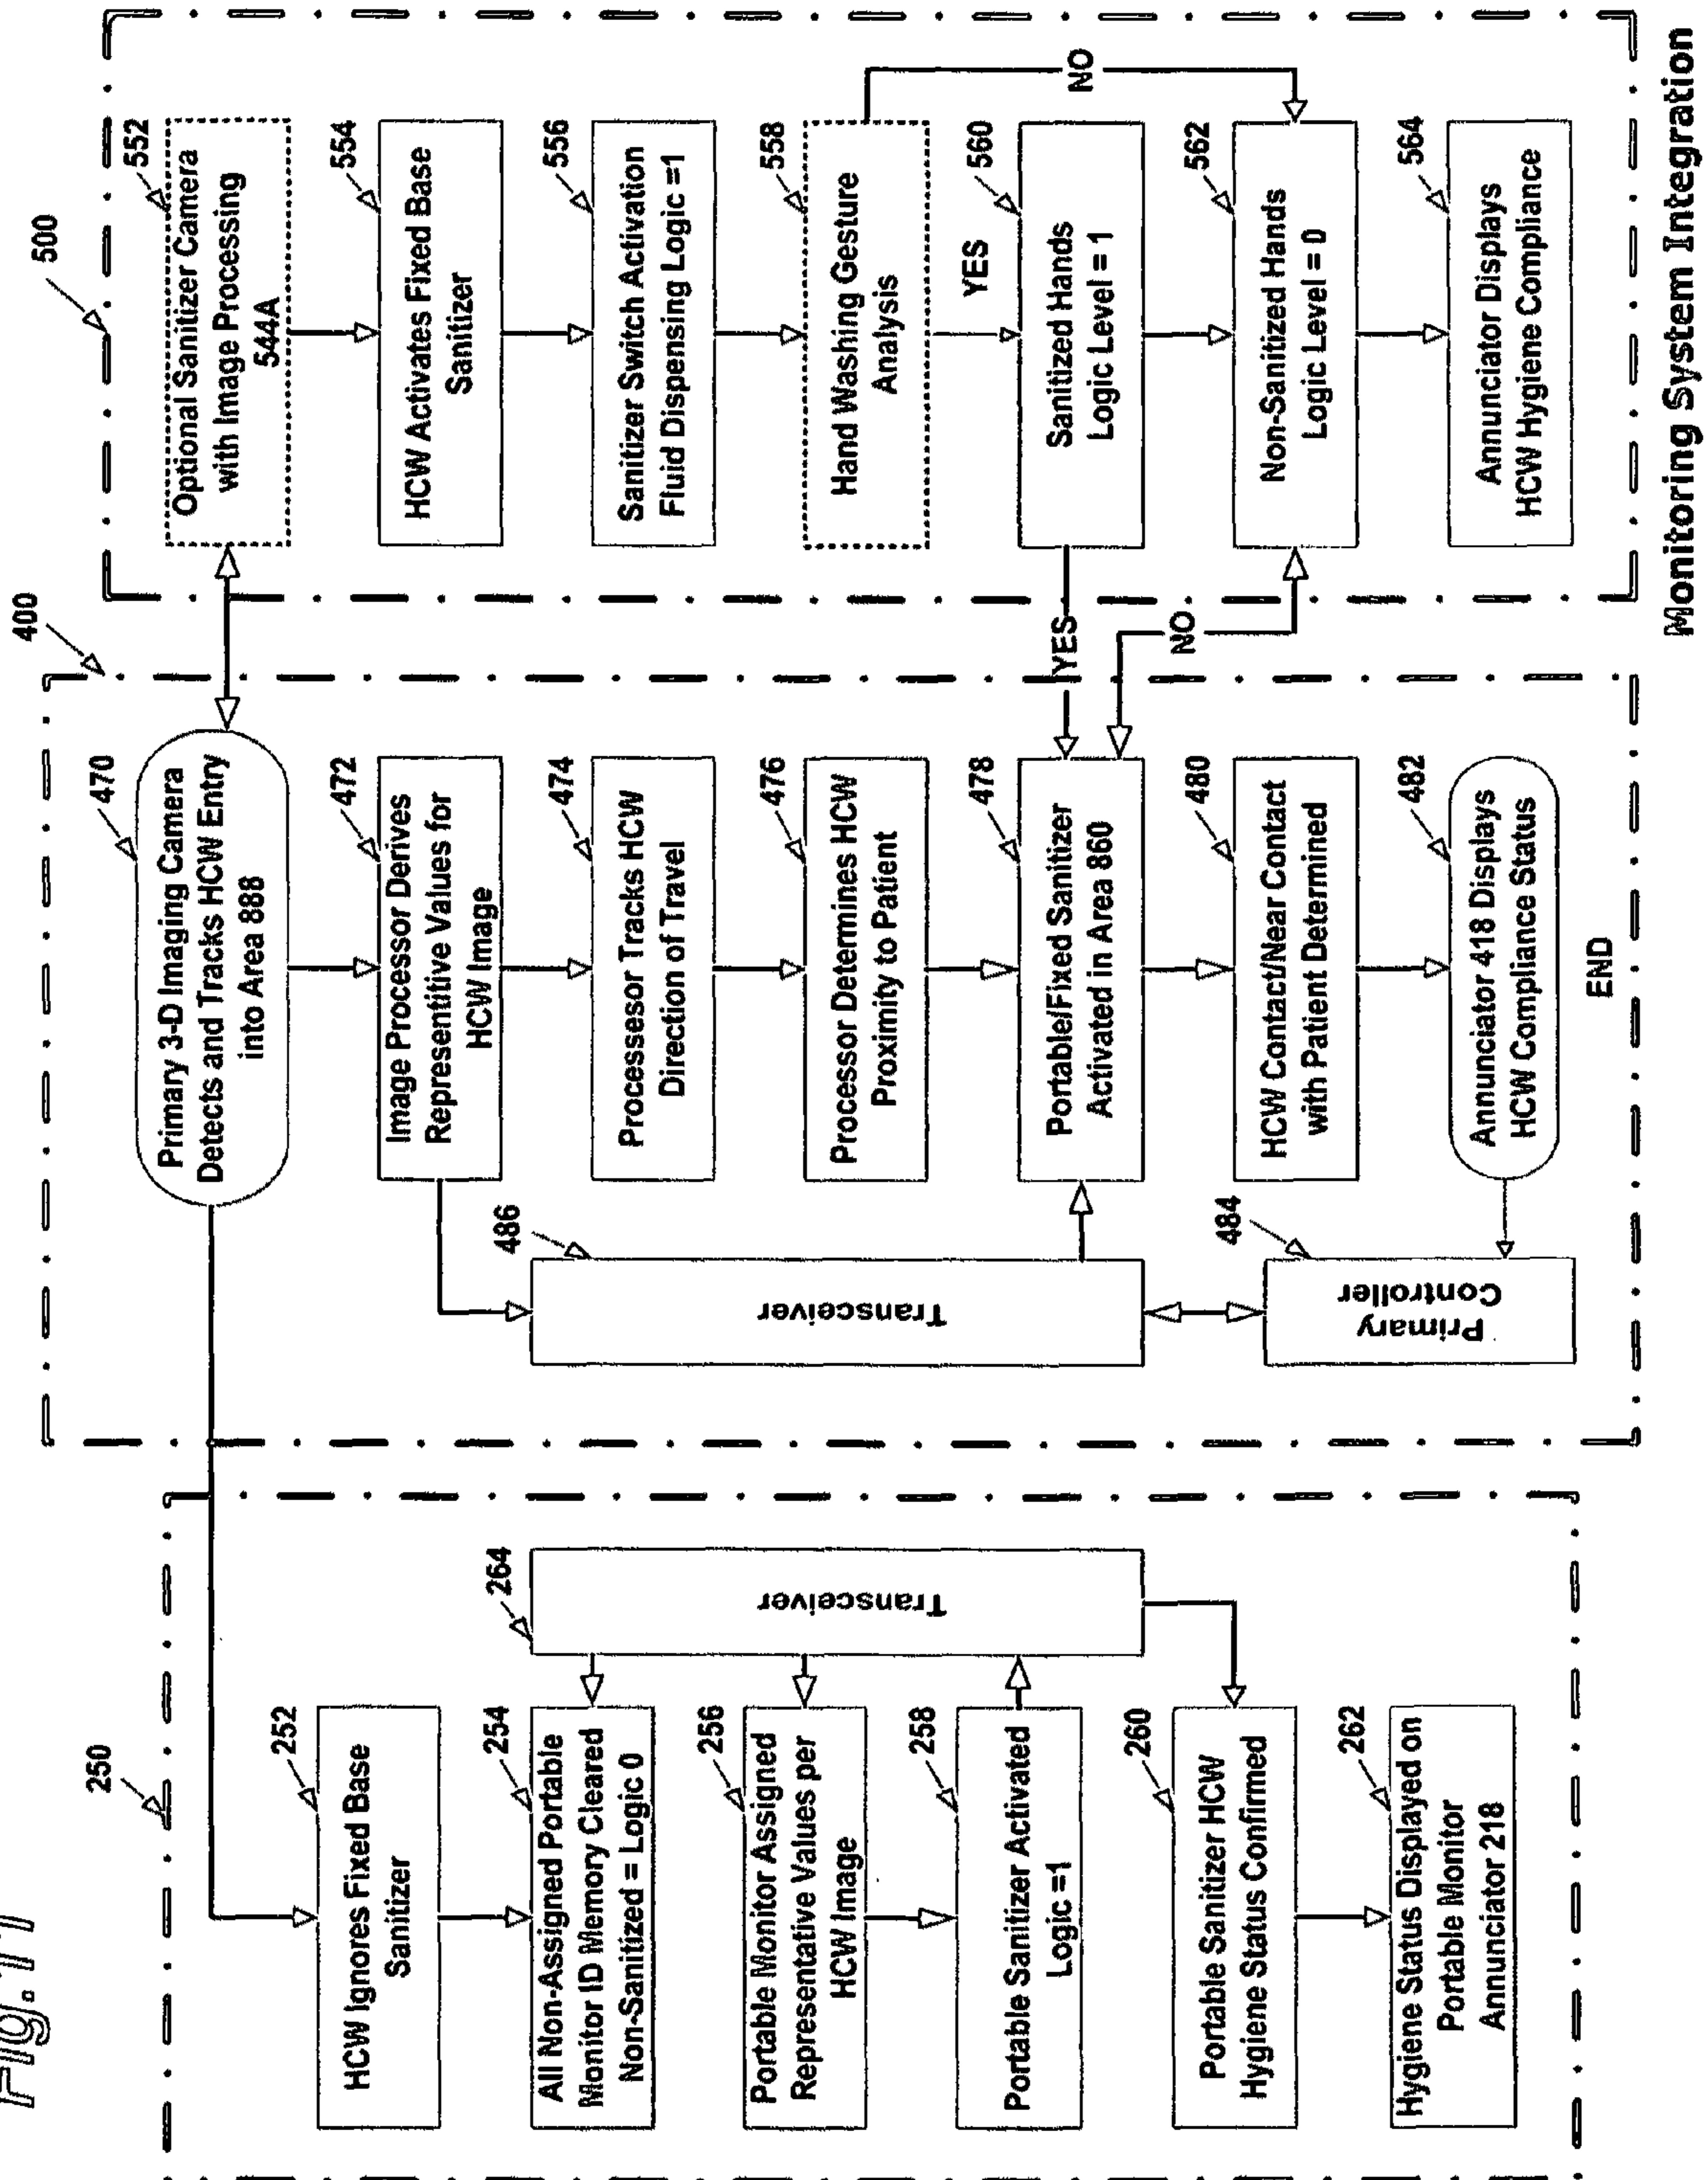 Fig. 11
250
252
HCW Ignores Fixed Base
Sanitizer
254
All Non-Assigned Portable
Monitor ID Memory Cleared
Non-Sanitized = Logic 0
256
Portable Monitor Assigned
Representative Values per
HCW Image
258
Portable Sanitizer Activated
Logic =1
260
Portable Sanitizer HCW
Hygiene Status Confirmed
262
Hygiene Status Displayed on
Portable Monitor
Annunciator 218
264
Transceiver
400
470
Primary 3-D Imaging Camera
Detects and Tracks HCW Entry
into Area 888
472
Image Processor Derives
Representitive Values for
HCW Image
474
Processer Tracks HCW
Direction of Travel
476
Processor Determines HCW
Proximity to Patient
478
Portable/Fixed Sanitizer
Activated in Area 860
480
HCW Contact/Near Contact
with Patient Determined
482
Annunciator 418 Displays
HCW Compliance Status
END
486
Transceiver
484
Primary
Controller
YES
NO
500
552
Optional Sanitizer Camera
with Image Processing
544A
554
HCW Activates Fixed Base
Sanitizer
556
Sanitizer Switch Activation
Fluid Dispensing Logic =1
558
Hand Washing Gesture
Analysis
YES
NO
560
Sanitized Hands
Logic Level = 1
562
Non-Sanitized Hands
Logic Level = 0
564
Annunciator Displays
HCW Hygiene Compliance
Monitoring System Integration